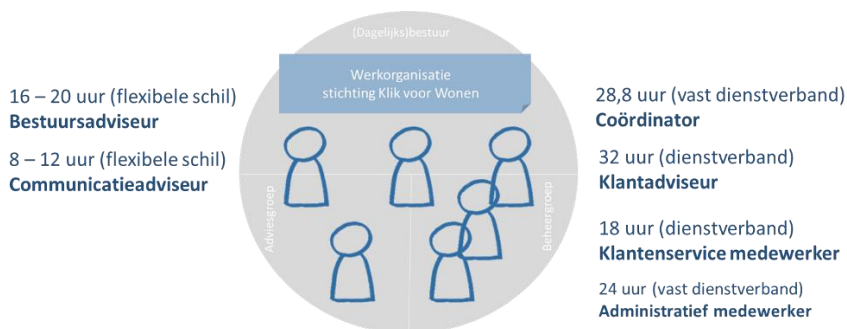 (Dagelijks)bestuur
Werkorganisatie
stichting Klik voor Wonen
16 – 20 uur (flexibele schil)
Bestuursadviseur
8 – 12 uur (flexibele schil)
Communicatieadviseur
Adviesgroep
Beheergroep
28,8 uur (vast dienstverband)
Coördinator
32 uur (dienstverband)
Klantadviseur
18 uur (dienstverband)
Klantenservice medewerker
24 uur (vast dienstverband)
Administratief medewerker